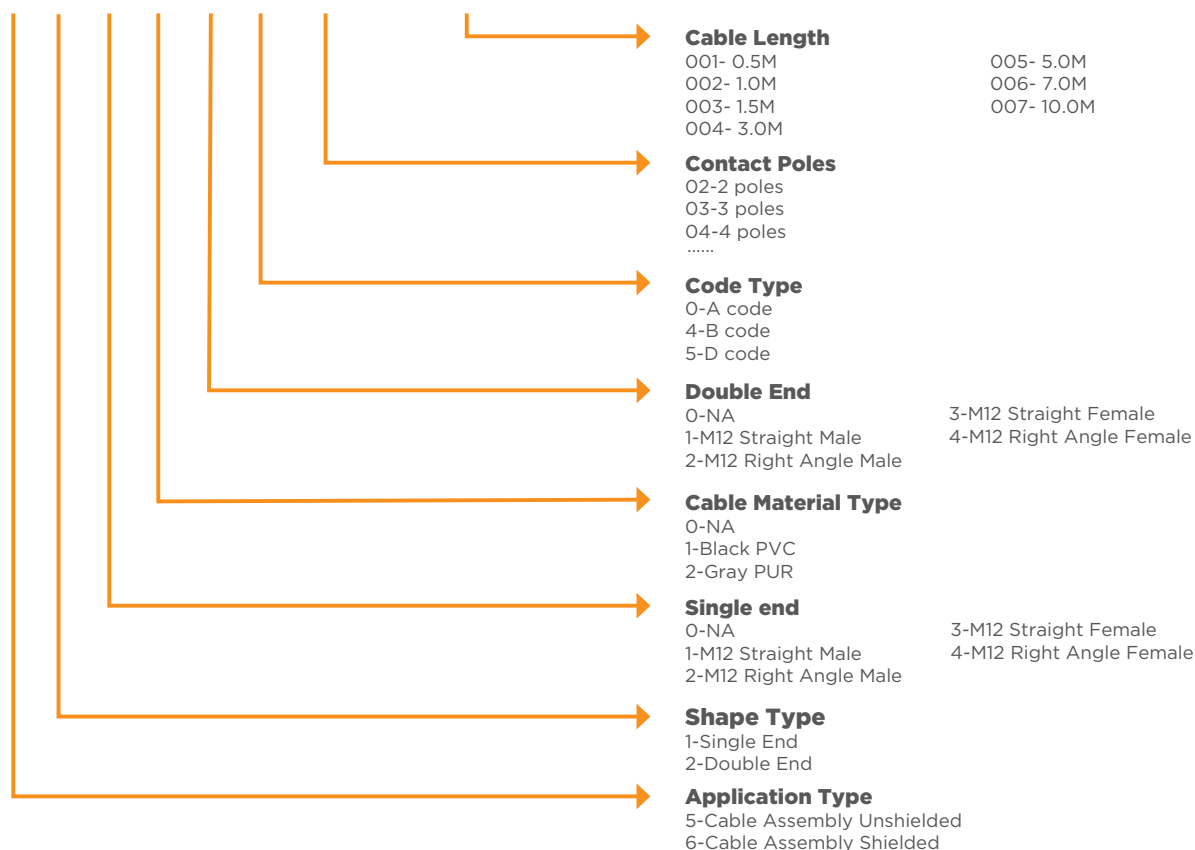 Cable Length
001- 0.5M 005- 5.0M
002- 1.0M 006- 7.0M
003- 1.5M 007- 10.0M
004- 3.0M
Contact Poles
02-2 poles
03-3 poles
04-4 poles
......
Code Type
0-A code
4-B code
5-D code
Double End
0-NA 3-M12 Straight Female
1-M12 Straight Male 4-M12 Right Angle Female
2-M12 Right Angle Male
Cable Material Type
0-NA
1-Black PVC
2-Gray PUR
Single end
0-NA 3-M12 Straight Female
1-M12 Straight Male 4-M12 Right Angle Female
2-M12 Right Angle Male
Shape Type
1-Single End
2-Double End
Application Type
5-Cable Assembly Unshielded
6-Cable Assembly Shielded